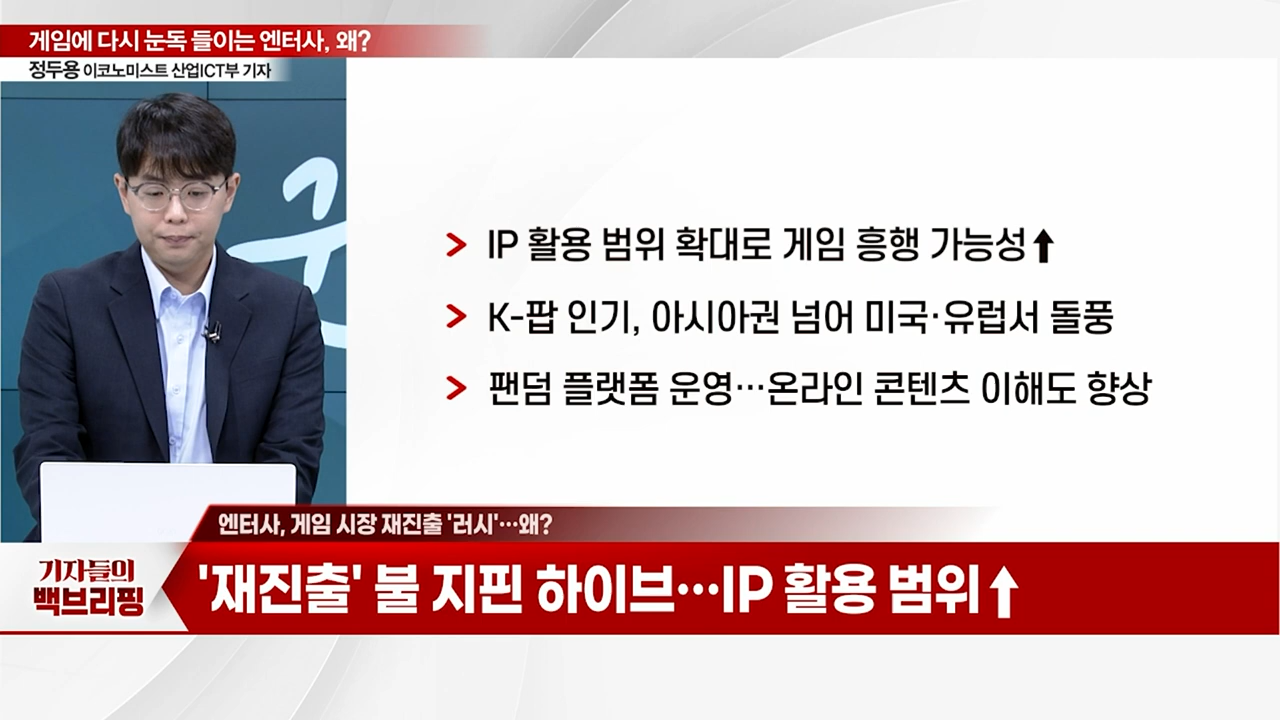 게임에 다시 눈독 들이는 엔터사, 왜?
정두용 이코노미스트 산업ICT부 기자
> IP 활용 범위 확대로 게임 흥행 가능성⬆
> K-팝 인기, 아시아권 넘어 미국·유럽서 돌풍
> 팬덤 플랫폼 운영…온라인 콘텐츠 이해도 향상
엔터사, 게임 시장 재진출 '러시'…왜?
기자들의
백브리핑
'재진출' 불 지핀 하이브…IP 활용 범위⬆